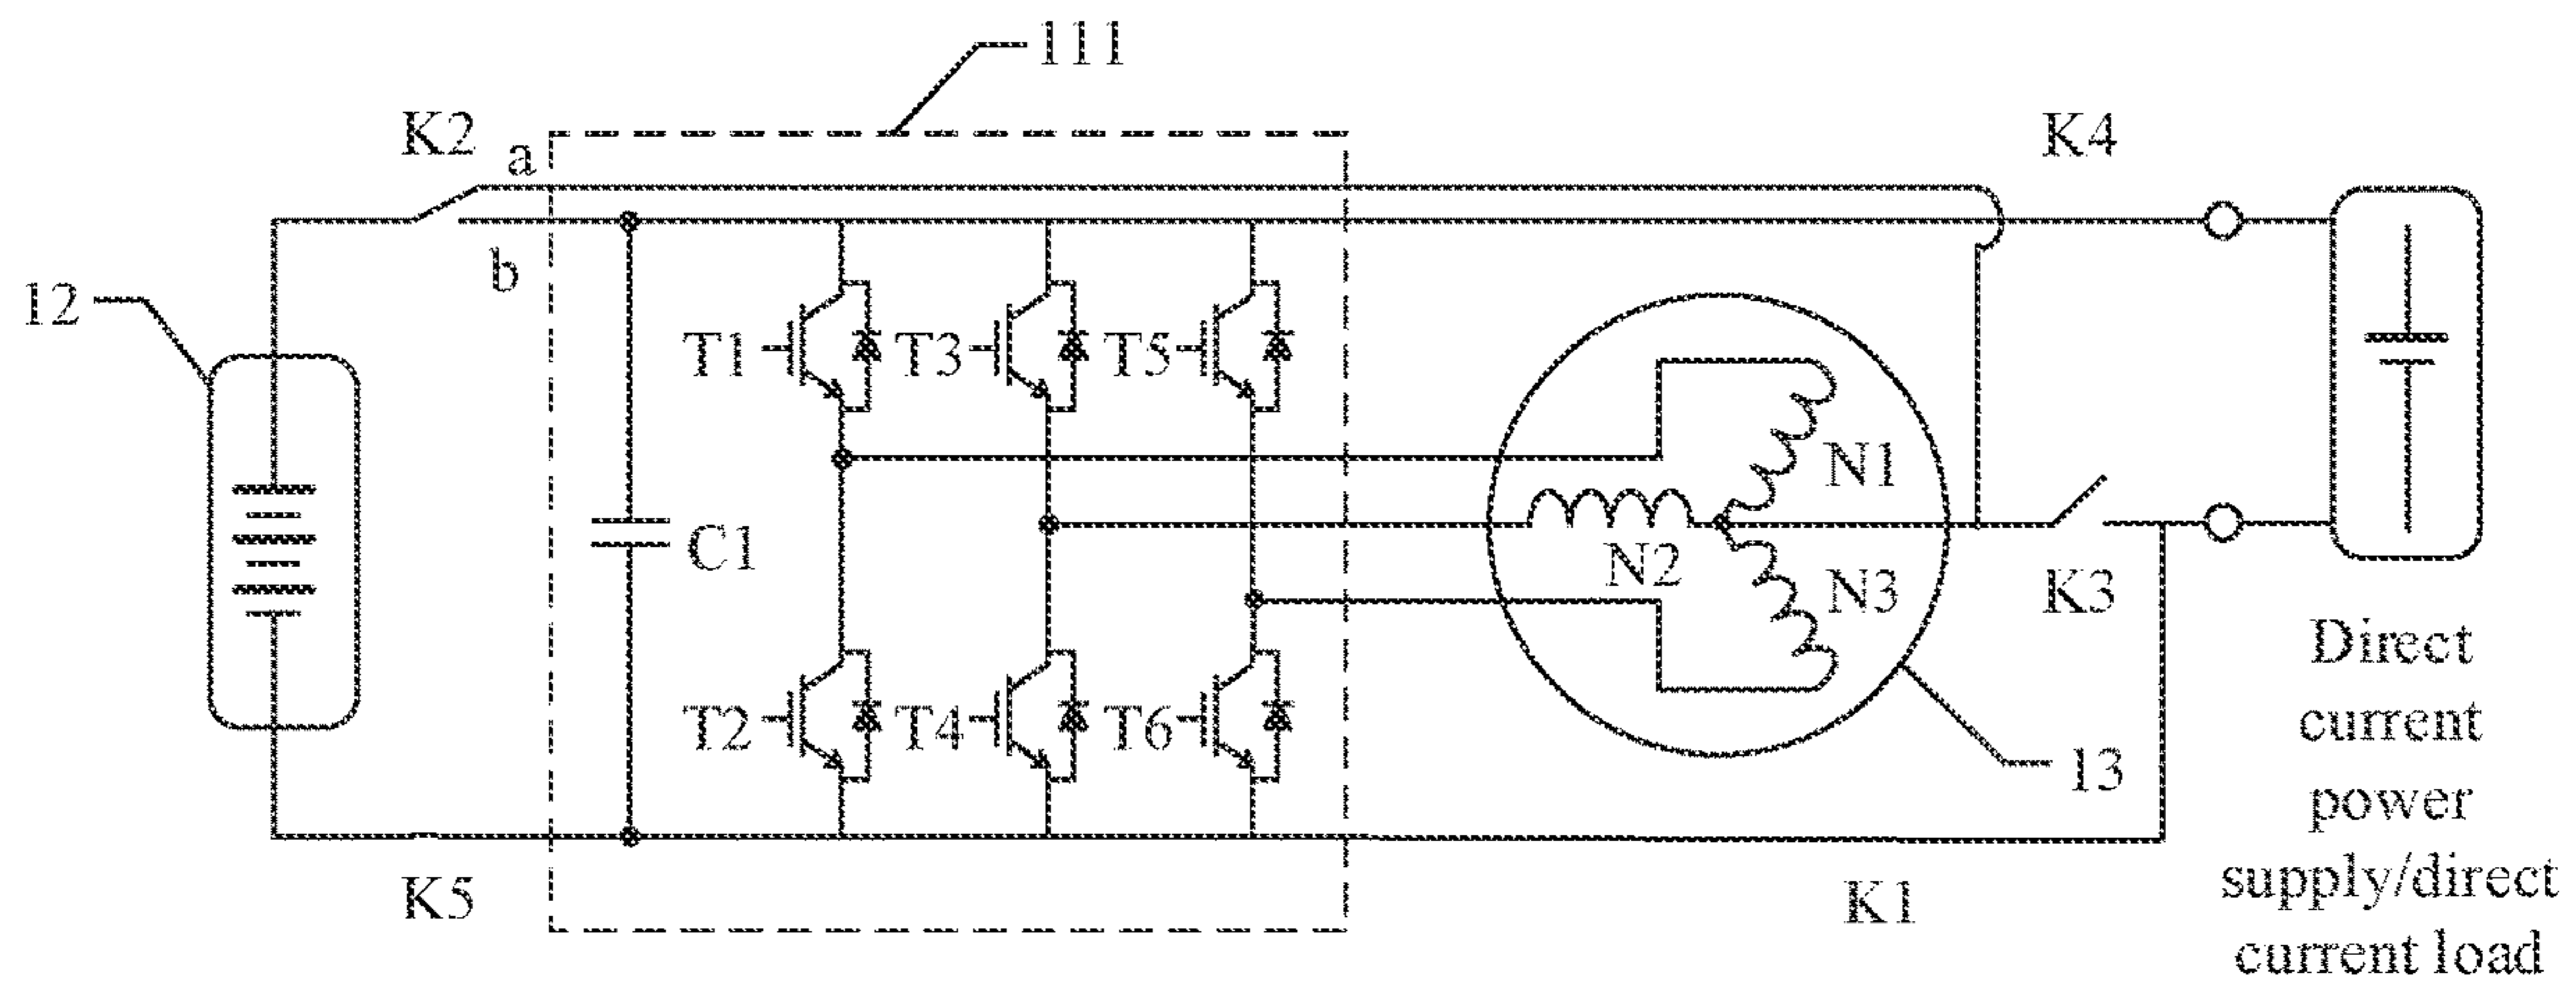 111
K2
a
K4
b
12
T1
T3
T5
N1
C1
N2
N3
K3
T2
T4
T6
13
K5
K1
Direct
current
power
supply/direct
current load